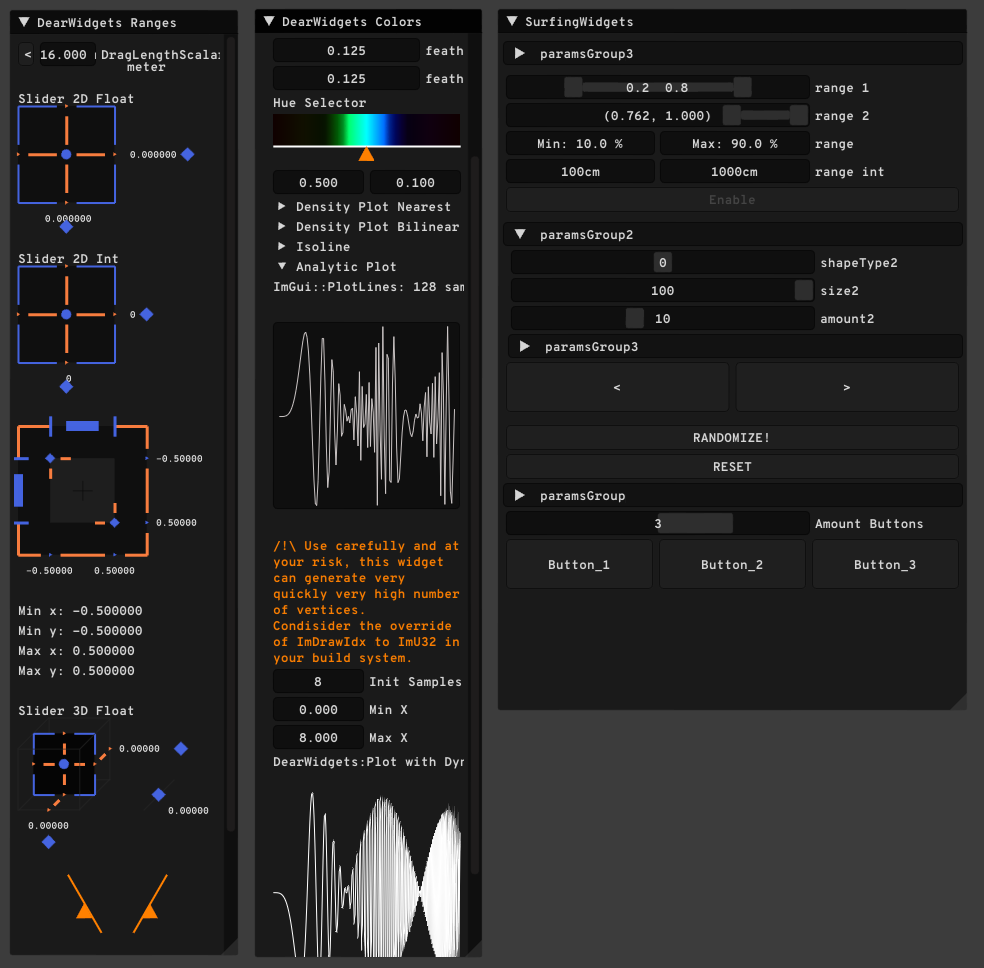 DearWidgets Ranges
<
16.000
DragLengthScala
meter
Slider 2D Float
0.000000
0.000000
Slider 2D Int
0
0
-0.50000
0.50000
-0.50000 0.50000
Min x: -0.500000
Min y: -0.500000
Max x: 0.500000
Max y: 0.500000
Slider 3D Float
0.00000
0.00000
0.00000
DearWidgets Colors
0.125 feath
0.125 feath
Hue Selector
0.500 0.100
Density Plot Nearest
Density Plot Bilinear
Isoline
Analytic Plot
ImGui::PlotLines: 128 sam
/!\ Use carefully and at
your risk, this widget
can generate very
quickly very high number
of vertices.
Condisider the override
of ImDrawIdx to ImU32 in
your build system.
8 Init Samples
0.000 Min X
8.000 Max X
DearWidgets:Plot with Dyn
SurfingWidgets
paramsGroup3
0.2 0.8 range 1
(0.762, 1.000) range 2
Min: 10.0 % Max: 90.0 % range
100cm 1000cm range int
Enable
paramsGroup2
0 shapeType2
100 size2
10 amount2
paramsGroup3
< >
RANDOMIZE!
RESET
paramsGroup
3 Amount Buttons
Button_1 Button_2 Button_3